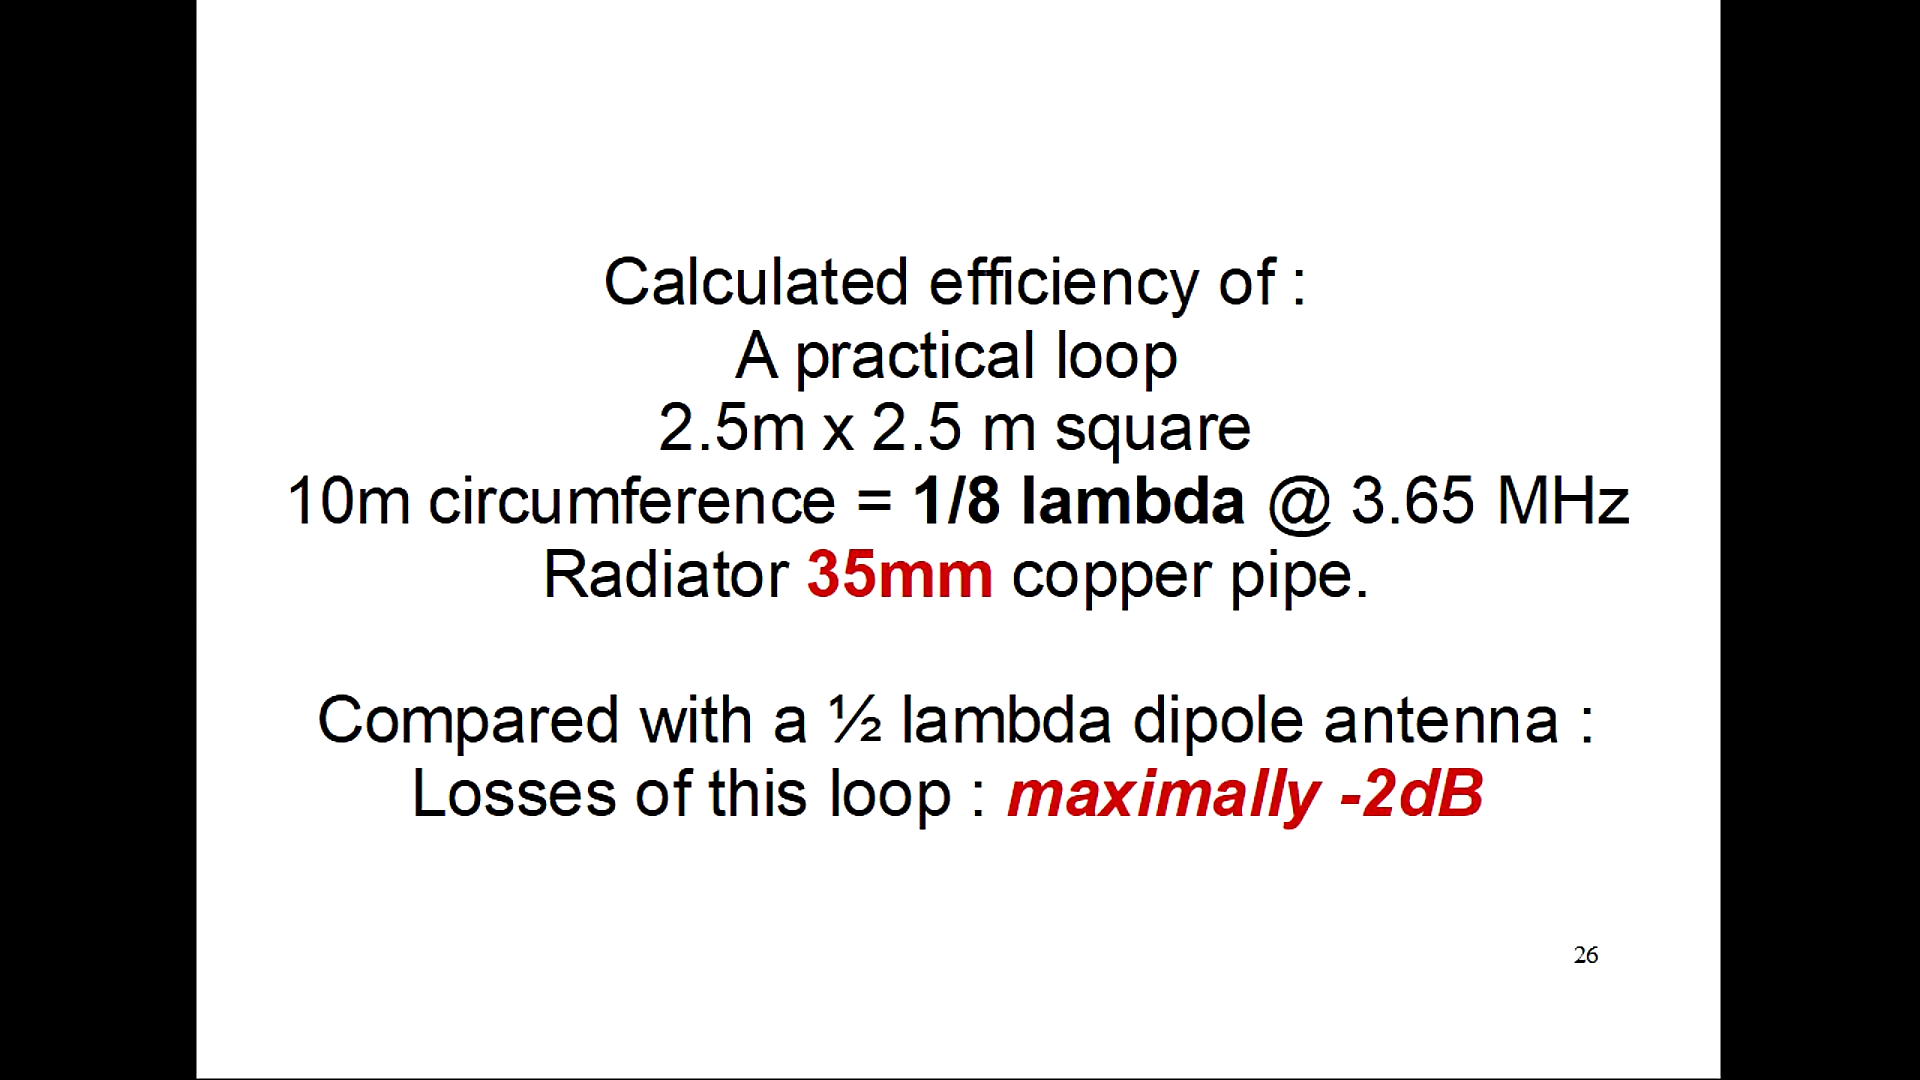 Calculated efficiency of :
A practical loop
2.5m x 2.5 m square
10m circumference = 1/8 lambda @ 3.65 MHz
Radiator 35mm copper pipe.
Compared with a ½ lambda dipole antenna :
Losses of this loop : maximally -2dB
26